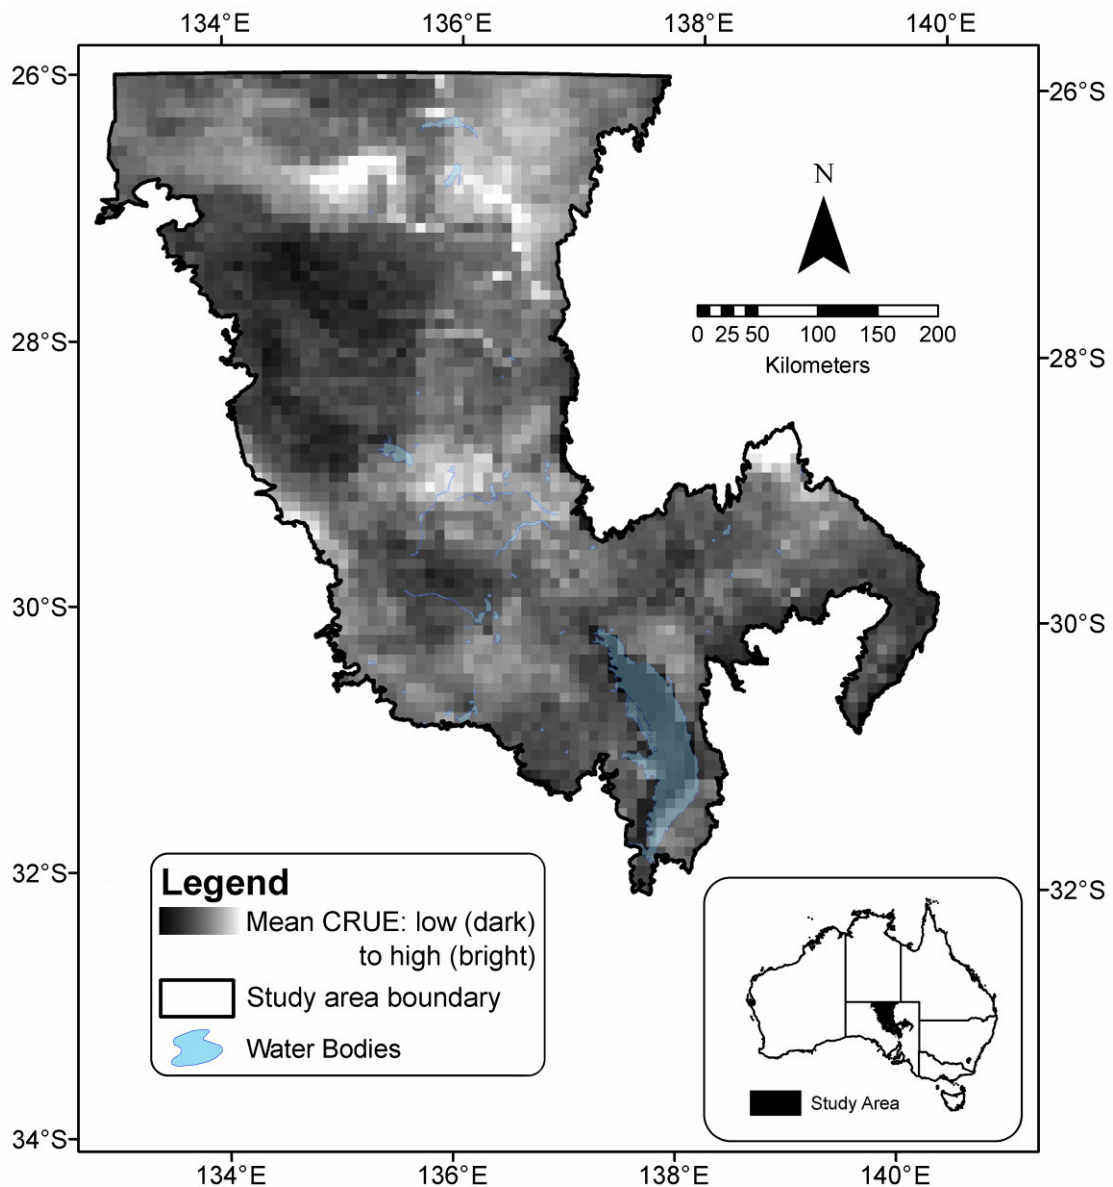 134°E 136°E 138°E 140°E
26°S 26°S
N
0 25 50 100 150 200
Kilometers
28°S 28°S
30°S 30°S
32°S 32°S
Legend
Mean CRUE: low (dark)
to high (bright)
Study area boundary
Water Bodies
Study Area
34°S
134°E 136°E 138°E 140°E